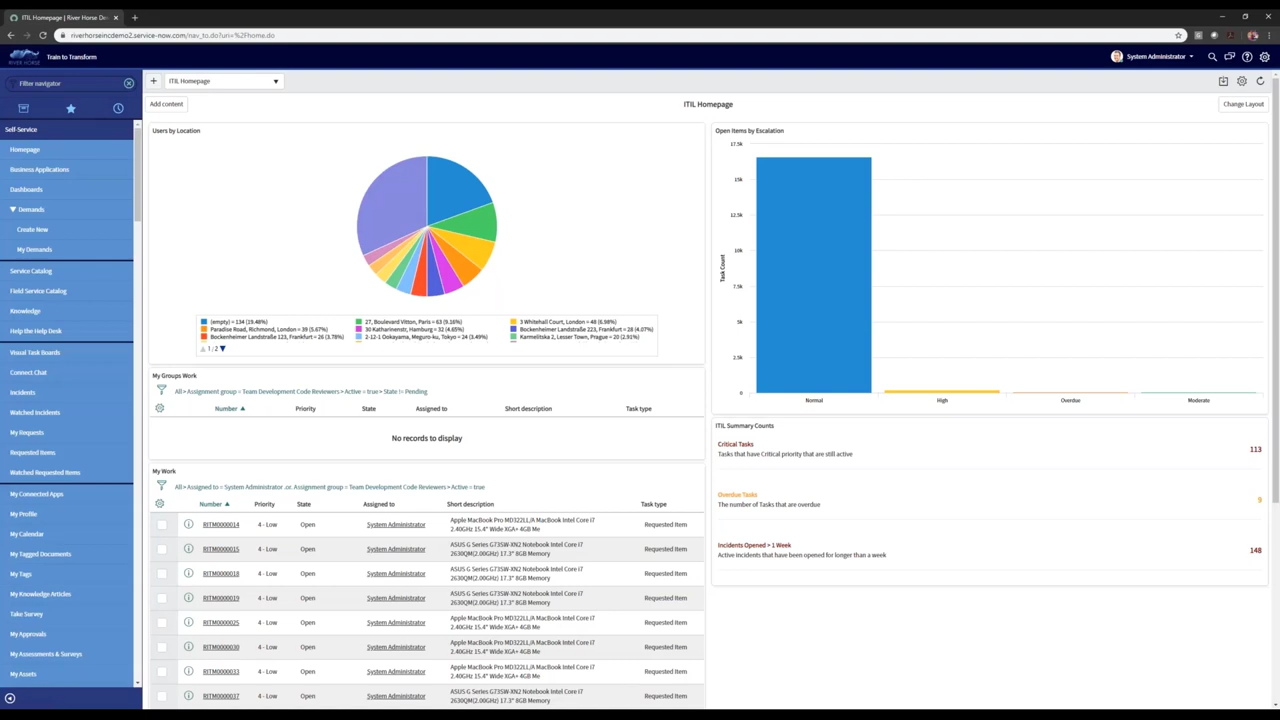 ITIL Homepage | River Horse De
riverhorseincdemo2.service-now.com/nav_to.do?uri=%2Fhome.do
RIVER HORSE
Train to Transform
System Administrator
Filter navigator
ITIL Homepage
Add content
ITIL Homepage
Change Layout
Self-Service
Homepage
Business Applications
Dashboards
Demands
Create New
My Demands
Service Catalog
Field Service Catalog
Knowledge
Help the Help Desk
Visual Task Boards
Connect Chat
Incidents
Watched Incidents
My Requests
Requested Items
Watched Requested Items
My Connected Apps
My Profile
My Calendar
My Tagged Documents
My Tags
My Knowledge Articles
Take Survey
My Approvals
My Assessments & Surveys
My Assets
Users by Location
(empty) = 134 (19.48%) 27, Boulevard Vitton, Paris = 63 (9.16%) 3 Whitehall Court, London = 48 (6.98%)
Paradise Road, Richmond, London = 39 (5.67%) 30 Katharinenstr, Hamburg = 32 (4.65%) Bockenheimer Landstraße 123, Frankfurt = 28 (4.07%)
Bockenheimer Landstraße 123, Frankfurt = 26 (3.78%) 2-12-1 Ookayama, Meguro-ku, Tokyo = 24 (3.49%) Karmelitska 2, Lesser Town, Prague = 20 (2.91%)
1 / 2
My Groups Work
All > Assignment group = Team Development Code Reviewers > Active = true > State != Pending
Number Priority State Assigned to Short description Task type
No records to display
My Work
All > Assigned to = System Administrator .or. Assignment group = Team Development Code Reviewers > Active = true
Number Priority State Assigned to Short description Task type
RITM0000014 4 - Low Open System Administrator Apple MacBook Pro MD322LL/A MacBook Intel Core i7 Requested Item
2.40GHz 15.4" Wide XGA+ 4GB Me
RITM0000015 4 - Low Open System Administrator ASUS G Series G73SW-XN2 Notebook Intel Core i7 Requested Item
2630QM(2.00GHz) 17.3" 8GB Memory
RITM0000018 4 - Low Open System Administrator ASUS G Series G73SW-XN2 Notebook Intel Core i7 Requested Item
2630QM(2.00GHz) 17.3" 8GB Memory
RITM0000019 4 - Low Open System Administrator ASUS G Series G73SW-XN2 Notebook Intel Core i7 Requested Item
2630QM(2.00GHz) 17.3" 8GB Memory
RITM0000025 4 - Low Open System Administrator Apple MacBook Pro MD322LL/A MacBook Intel Core i7 Requested Item
2.40GHz 15.4" Wide XGA+ 4GB Me
RITM0000030 4 - Low Open System Administrator Apple MacBook Pro MD322LL/A MacBook Intel Core i7 Requested Item
2.40GHz 15.4" Wide XGA+ 4GB Me
RITM0000033 4 - Low Open System Administrator Apple MacBook Pro MD322LL/A MacBook Intel Core i7 Requested Item
2.40GHz 15.4" Wide XGA+ 4GB Me
RITM0000037 4 - Low Open System Administrator ASUS G Series G73SW-XN2 Notebook Intel Core i7 Requested Item
2630QM(2.00GHz) 17.3" 8GB Memory
Open Items by Escalation
17.5k
15k
12.5k
10k
7.5k
5k
2.5k
0
Task Count
Normal High Overdue Moderate
ITIL Summary Counts
Critical Tasks 113
Tasks that have Critical priority that are still active
Overdue Tasks 9
The number of Tasks that are overdue
Incidents Opened > 1 Week 148
Active incidents that have been opened for longer than a week